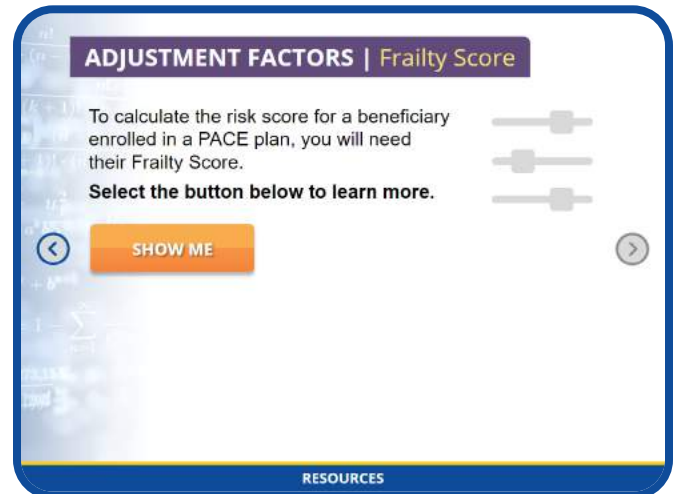 ADJUSTMENT FACTORS | Frailty Score
To calculate the risk score for a beneficiary
enrolled in a PACE plan, you will need
their Frailty Score.
Select the button below to learn more.
SHOW ME
RESOURCES